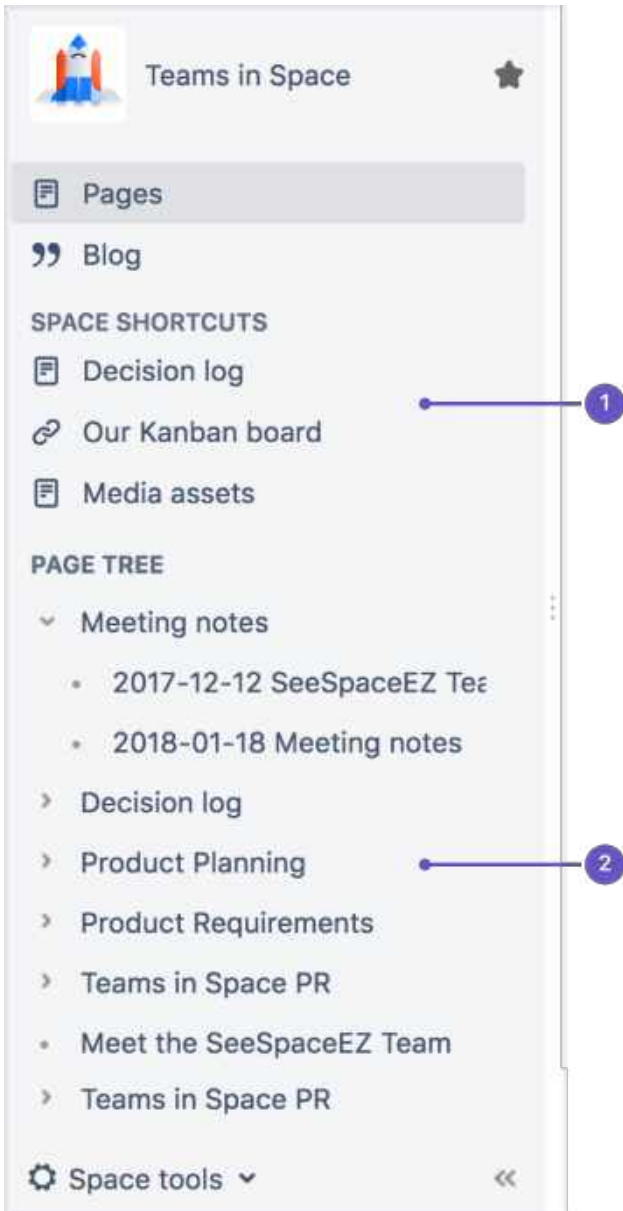 Teams in Space
Pages
Blog
SPACE SHORTCUTS
Decision log
1
Our Kanban board
Media assets
PAGE TREE
Meeting notes
2017-12-12 SeeSpaceEZ
2018-01-18 Meeting notes
Decision log
Product Planning
2
Product Requirements
Teams in Space PR
Meet the SeeSpaceEZ Team
Teams in Space PR
Space tools